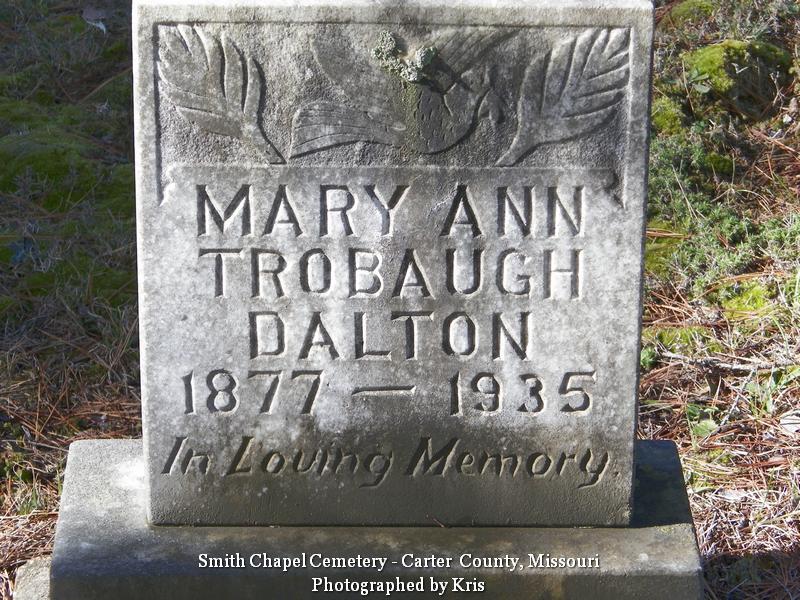 MARY ANN
TROBAUGH
DALTON
1877 — 1935
In Loving Memory.
Smith Chapel Cemetery - Carter County, Missouri
Photographed by Kris